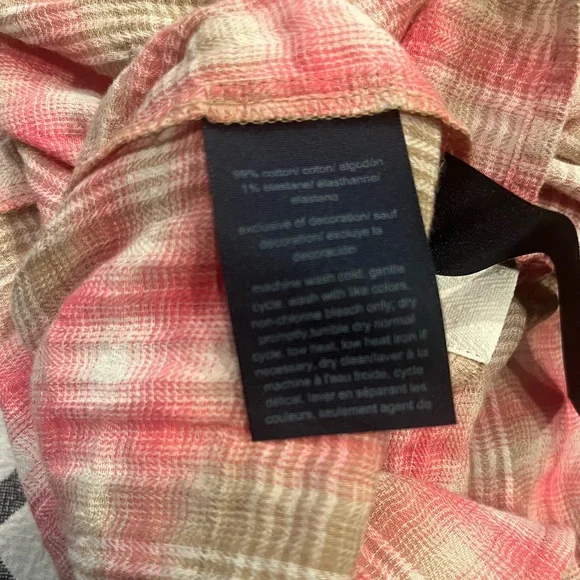 99% cotton/ coton/ algodón
1% elastane/ élasthanne/
elastano
exclusive of decoration/ sauf
décoration/ excluye la
decoración
machine wash cold, gentle
cycle. wash with like colors,
non-chlorine bleach only, dry
promptly,tumble dry normal
cycle, low heat, low heat iron if
necessary, dry clean/laver à la
machine à l'eau froide, cycle
délicat, laver en séparant les
couleurs, seulement agent de